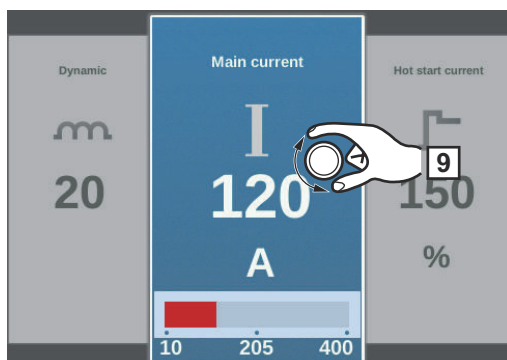 Dynamic
20
Main current
I
120
A
10 205 400
Hot start current
150
%
9